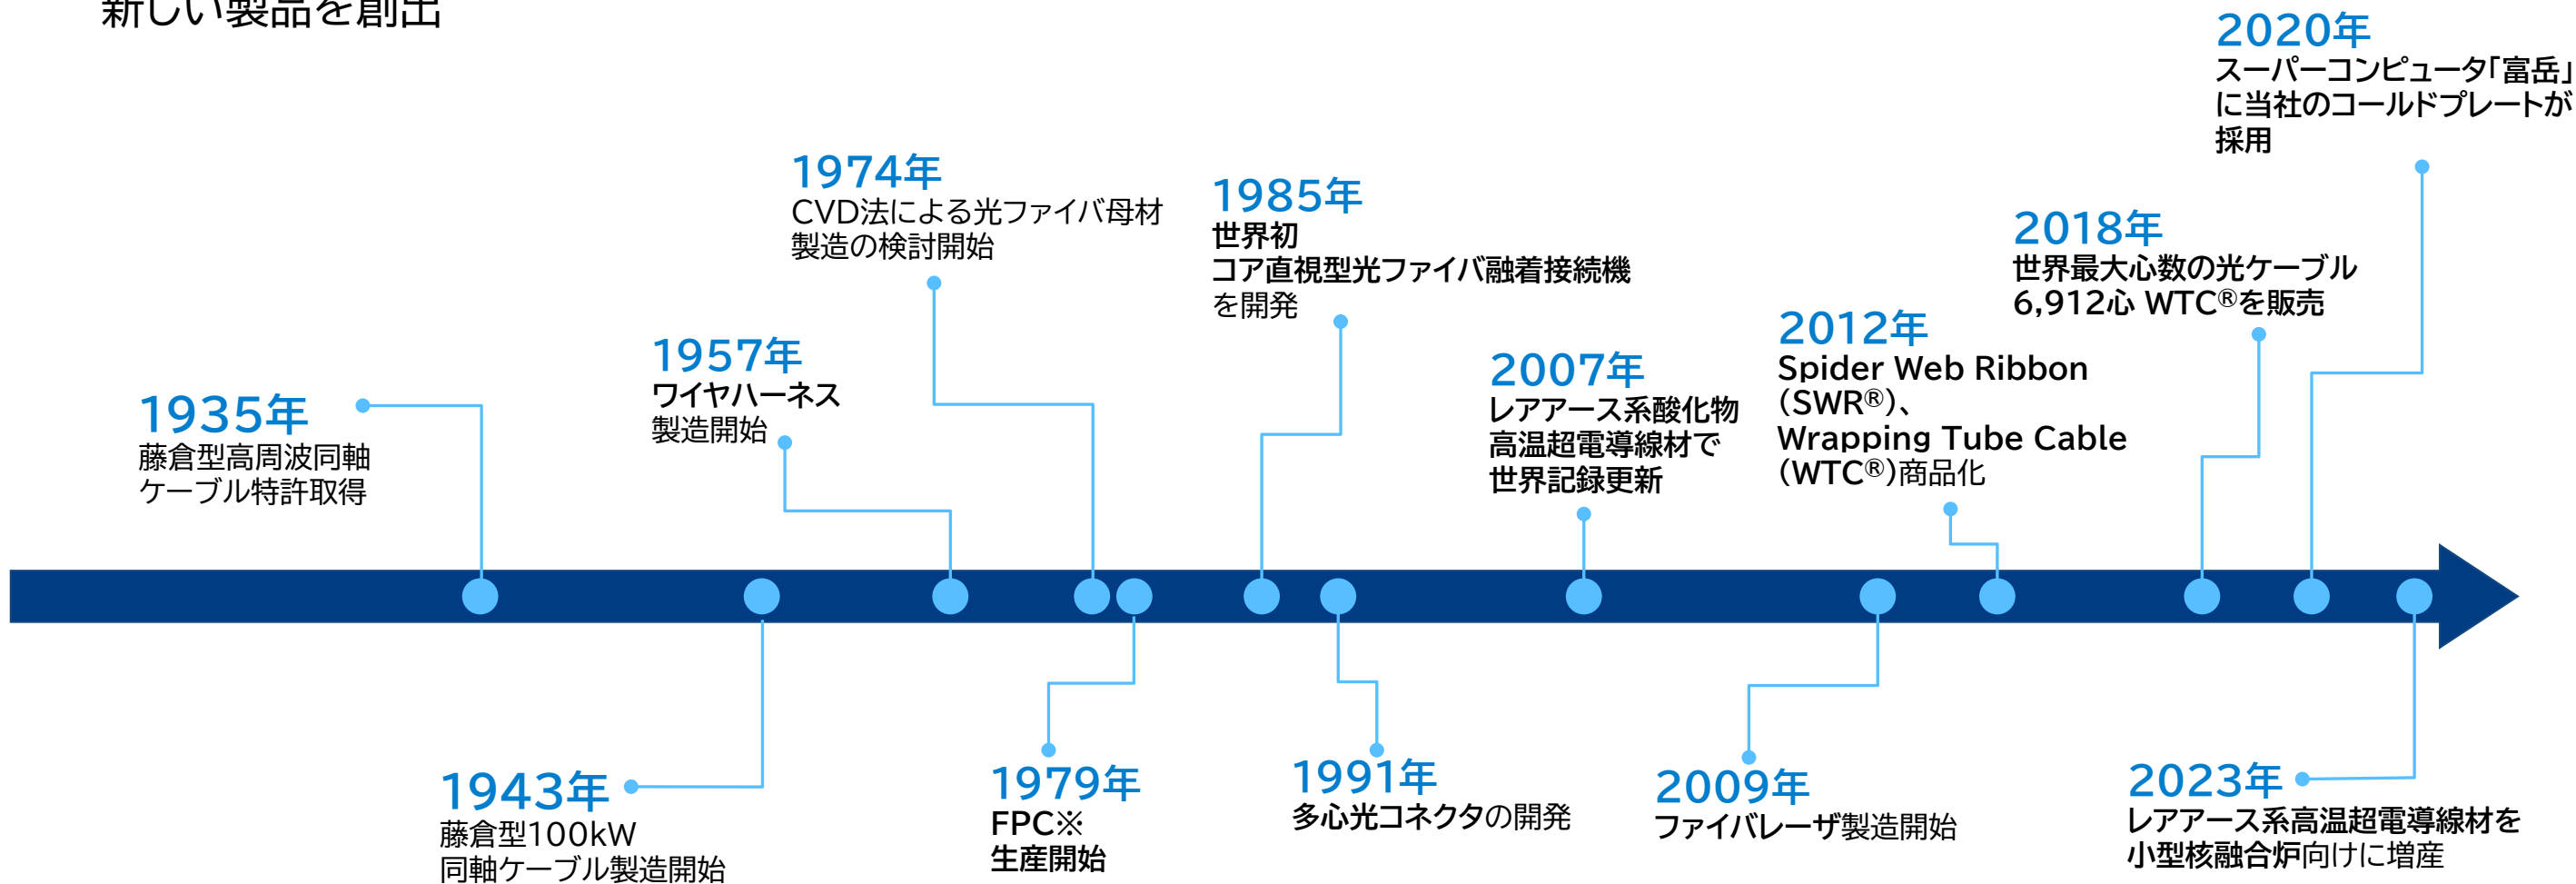 新しい製品を創出
1935年
藤倉型高周波同軸
ケーブル特許取得
1943年
藤倉型100kW
同軸ケーブル製造開始
1957年
ワイヤハーネス
製造開始
1974年
CVD法による光ファイバ母材
製造の検討開始
1979年
FPC※
生産開始
1985年
世界初
コア直視型光ファイバ融着接続機
を開発
1991年
多心光コネクタの開発
2007年
レアアース系酸化物
高温超電導線材で
世界記録更新
2009年
ファイバレーザ製造開始
2012年
Spider Web Ribbon
(SWR®)、
Wrapping Tube Cable
(WTC®)商品化
2018年
世界最大心数の光ケーブル
6,912心 WTC®を販売
2020年
スーパーコンピュータ「富岳」
に当社のコールドプレートが
採用
2023年
レアアース系高温超電導線材を
小型核融合炉向けに増産